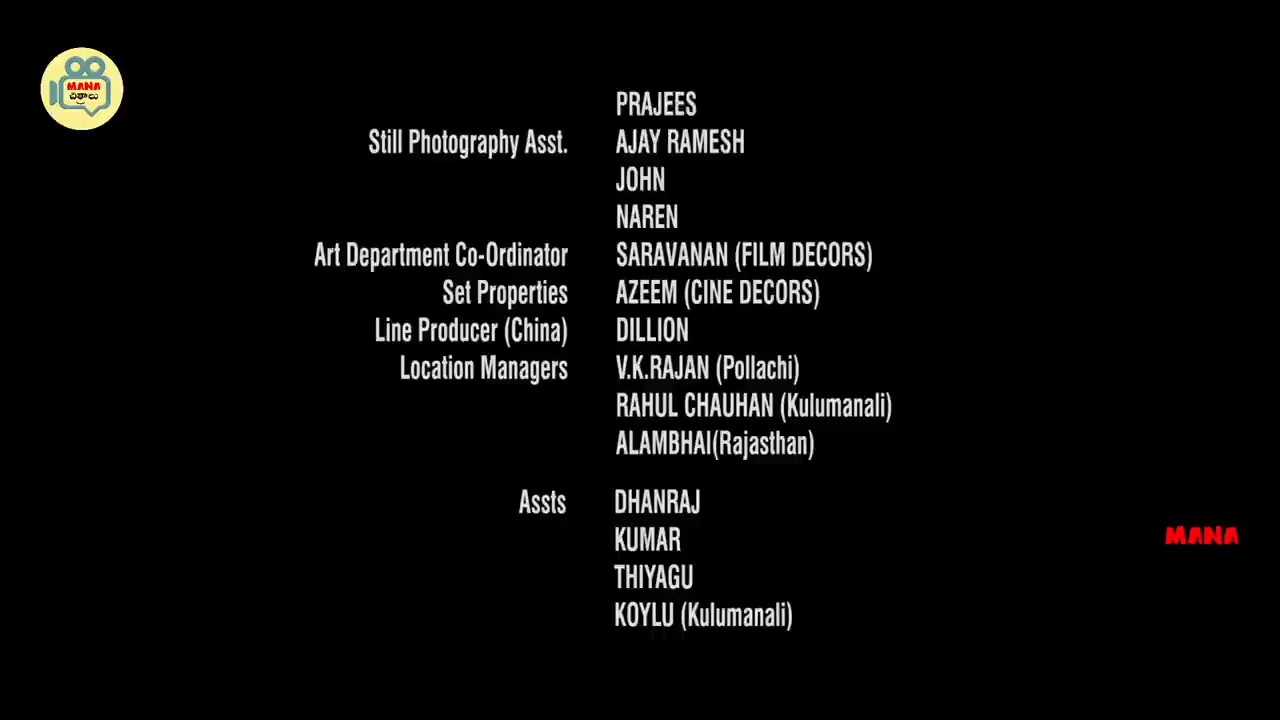 MANA
చిత్రాలు
PRAJEES
Still Photography Asst. AJAY RAMESH
JOHN
NAREN
Art Department Co-Ordinator SARAVANAN (FILM DECORS)
Set Properties AZEEM (CINE DECORS)
Line Producer (China) DILLION
Location Managers V.K.RAJAN (Pollachi)
RAHUL CHAUHAN (Kulumanali)
ALAMBHAI(Rajasthan)
Assts DHANRAJ
KUMAR
MANA
THIYAGU
KOYLU (Kulumanali)